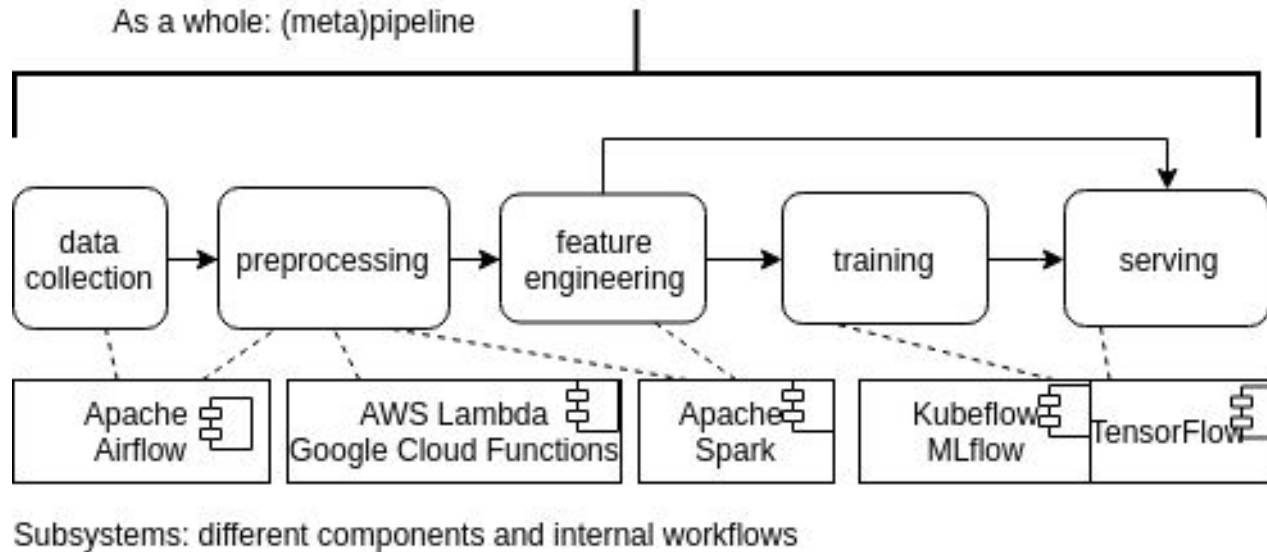 As a whole: (meta)pipeline
data
collection
preprocessing
feature
engineering
training
serving
Apache
Airflow
AWS Lambda
Google Cloud Functions
Apache
Spark
Kubeflow
MLflow
TensorFlow
Subsystems: different components and internal workflows